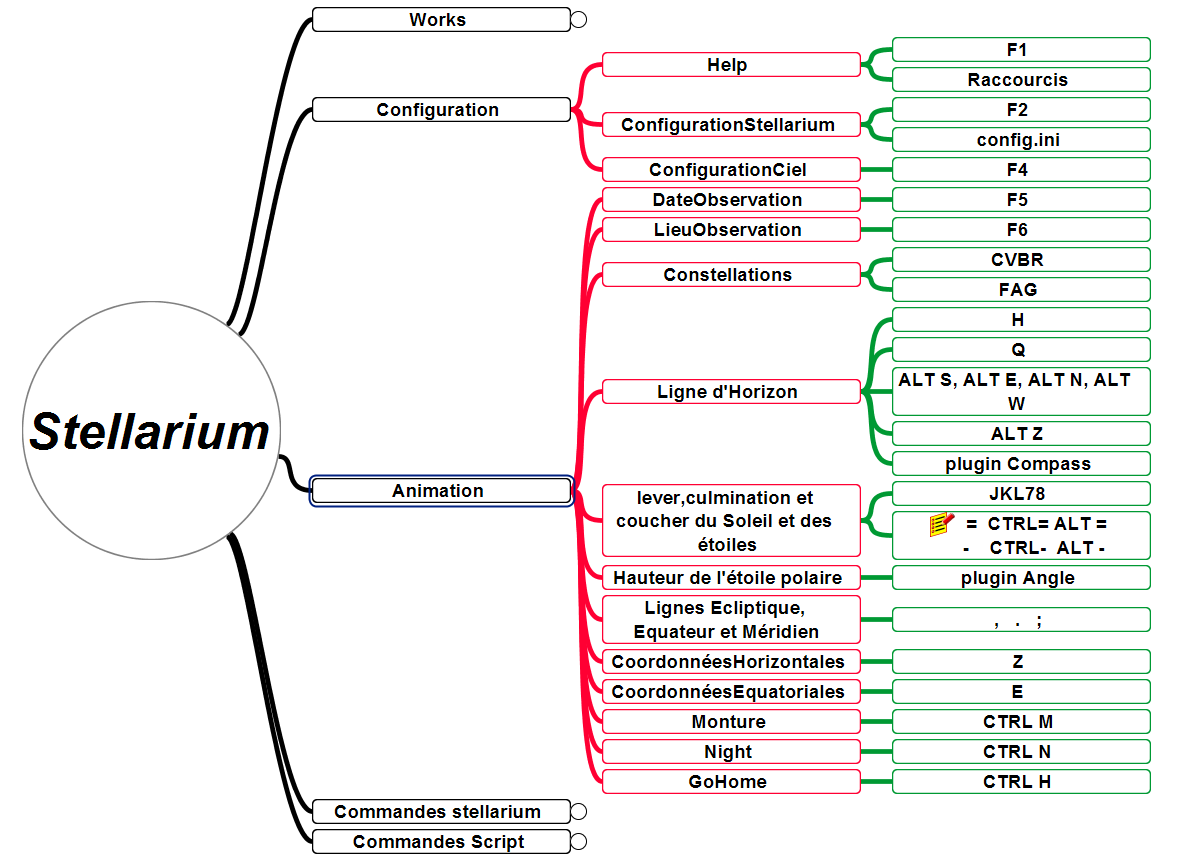 Stellarium
Works
Configuration
Help
F1
Raccourcis
ConfigurationStellarium
F2
config.ini
ConfigurationCiel
F4
Animation
DateObservation
F5
LieuObservation
F6
Constellations
CVBR
FAG
Ligne d'Horizon
H
Q
ALT S, ALT E, ALT N, ALT
W
ALT Z
plugin Compass
lever,culmination et
coucher du Soleil et des
étoiles
JKL78
= CTRL= ALT =
- CTRL- ALT -
Hauteur de l'étoile polaire
plugin Angle
Lignes Ecliptique,
Equateur et Méridien
, . ;
CoordonnéesHorizontales
Z
CoordonnéesEquatoriales
E
Monture
CTRL M
Night
CTRL N
GoHome
CTRL H
Commandes stellarium
Commandes Script